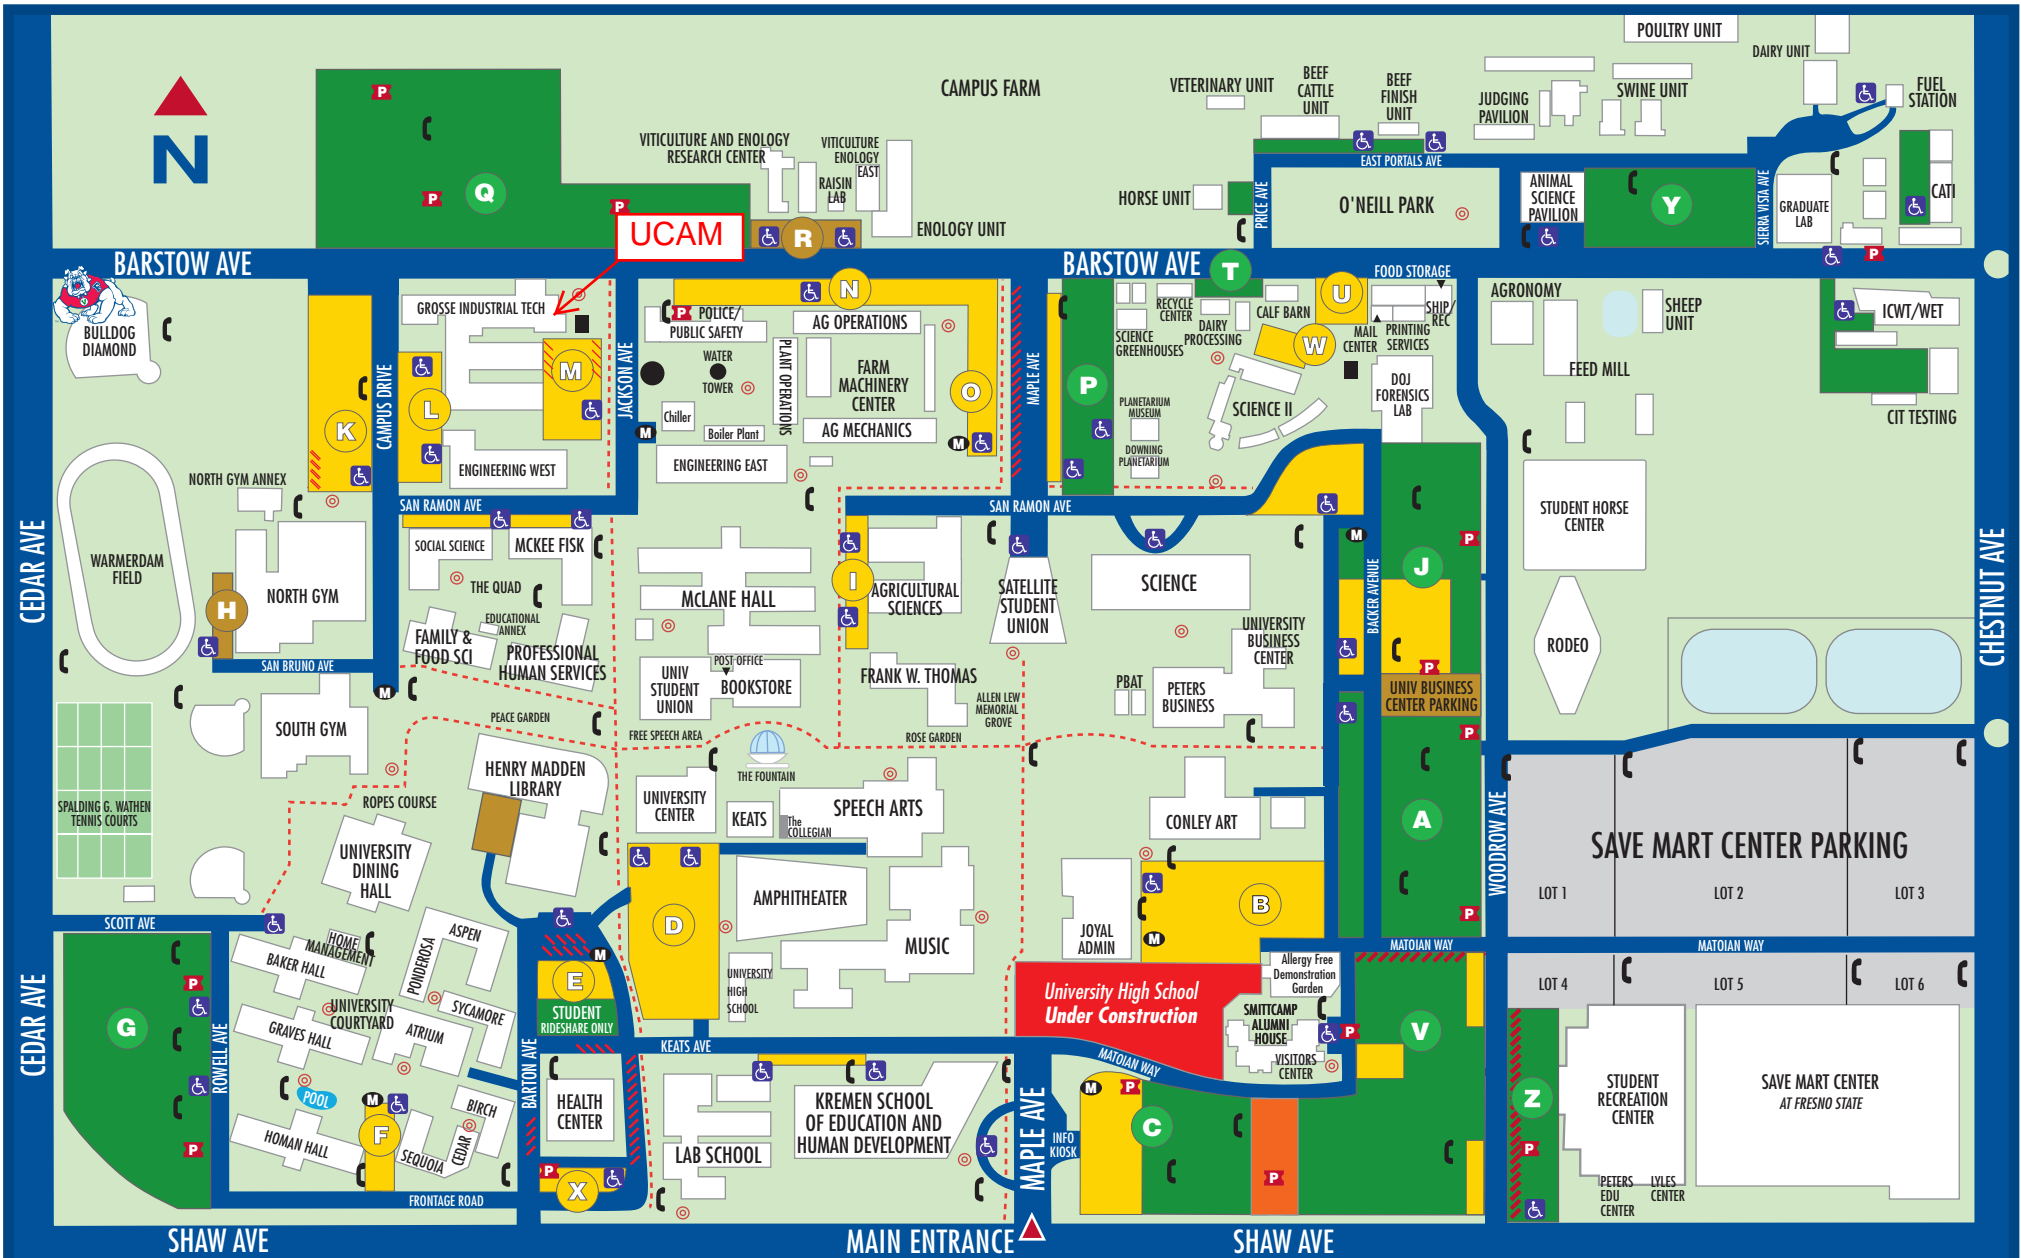 POULTRY UNIT
DAIRY UNIT
FUEL
STATION
CAMPUS FARM
VETERINARY UNIT
BEEF
CATTLE
UNIT
BEEF
FINISH
UNIT
JUDGING
PAVILION
SWINE UNIT
P
N
VITICULTURE AND ENOLOGY
RESEARCH CENTER
VITICULTURE
ENOLOGY
EAST
RAISIN
LAB
ENOLOGY UNIT
Q
P
P
UCAM
R
HORSE UNIT
PRICE AVE
EAST PORTALS AVE
O'NEILL PARK
ANIMAL
SCIENCE
PAVILION
Y
SIERRA VISTA AVE
GRADUATE
LAB
CATI
P
BARSTOW AVE
BARSTOW AVE
T
FOOD STORAGE
BULLDOG
DIAMOND
GROSSE INDUSTRIAL TECH
P
POLICE/
PUBLIC SAFETY
N
AG OPERATIONS
RECYCLE
CENTER
SCIENCE
GREENHOUSES
DAIRY
PROCESSING
CALF BARN
U
W
MAIL
CENTER
PRINTING
SERVICES
SHIP/
REC
AGRONOMY
SHEEP
UNIT
FEED MILL
ICWT/WET
CIT TESTING
K
CAMPUS DRIVE
L
M
JACKSON AVE
WATER
TOWER
PLANT OPERATIONS
FARM
MACHINERY
CENTER
O
MAPLE AVE
P
Chiller
Boiler Plant
AG MECHANICS
M
M
PLANETARIUM
MUSEUM
DOWNING
PLANETARIUM
SCIENCE II
DOJ
FORENSICS
LAB
ENGINEERING WEST
ENGINEERING EAST
NORTH GYM ANNEX
SAN RAMON AVE
SAN RAMON AVE
STUDENT HORSE
CENTER
CEDAR AVE
WARMERDAM
FIELD
H
NORTH GYM
SAN BRUNO AVE
SOCIAL SCIENCE
MCKEE FISK
THE QUAD
EDUCATIONAL
ANNEX
FAMILY &
FOOD SCI
PROFESSIONAL
HUMAN SERVICES
McLANE HALL
I
AGRICULTURAL
SCIENCES
SATELLITE
STUDENT
UNION
SCIENCE
M
BACKER AVENUE
J
P
P
RODEO
CHESTNUT AVE
UNIVERSITY
BUSINESS
CENTER
M
POST OFFICE
UNIV
STUDENT
UNION
BOOKSTORE
FRANK W. THOMAS
ALLEN LEW
MEMORIAL
GROVE
PBAT
PETERS
BUSINESS
UNIV BUSINESS
CENTER PARKING
P
SOUTH GYM
PEACE GARDEN
FREE SPEECH AREA
ROSE GARDEN
THE FOUNTAIN
HENRY MADDEN
LIBRARY
UNIVERSITY
CENTER
KEATS
The
COLLEGIAN
SPEECH ARTS
CONLEY ART
A
WOODROW AVE
SAVE MART CENTER PARKING
LOT 1
LOT 2
LOT 3
SPALDING G. WATHEN
TENNIS COURTS
ROPES COURSE
UNIVERSITY
DINING
HALL
AMPHITHEATER
MUSIC
D
B
M
JOYAL
ADMIN
P
SCOTT AVE
HOME
MANAGEMENT
BAKER HALL
PONDEROSA
ASPEN
M
E
STUDENT
RIDESHARE ONLY
UNIVERSITY
HIGH
SCHOOL
MATOIAN WAY
MATOIAN WAY
LOT 4
LOT 5
LOT 6
Allergy Free
Demonstration
Garden
University High School
Under Construction
SMITTCAMP
ALUMNI
HOUSE
VISITORS
CENTER
P
V
CEDAR AVE
G
P
P
ROWELL AVE
UNIVERSITY
COURTYARD
GRAVES HALL
SYCAMORE
ATRIUM
POOL
M
F
HOMAN HALL
SEQUOIA
CEDAR
BIRCH
BARTON AVE
KEATS AVE
MATOIAN WAY
HEALTH
CENTER
P
X
LAB SCHOOL
KREMEN SCHOOL
OF EDUCATION AND
HUMAN DEVELOPMENT
MAPLE AVE
INFO
KIOSK
M
P
C
P
Z
P
STUDENT
RECREATION
CENTER
PETERS
EDU
CENTER
LYLES
CENTER
SAVE MART CENTER
AT FRESNO STATE
FRONTAGE ROAD
SHAW AVE
MAIN ENTRANCE
SHAW AVE